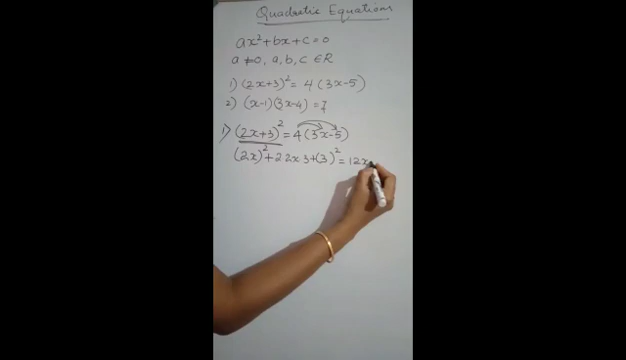 Quadratic Equations
ax² + bx + c = 0
a ≠ 0, a, b, c ∈ R
1) (2x+3)² = 4 (3x-5)
2) (x-1)(3x-4) = 7
1) (2x+3)² = 4 (3x-5)
(2x)² + 2 2x 3 + (3)² = 12x